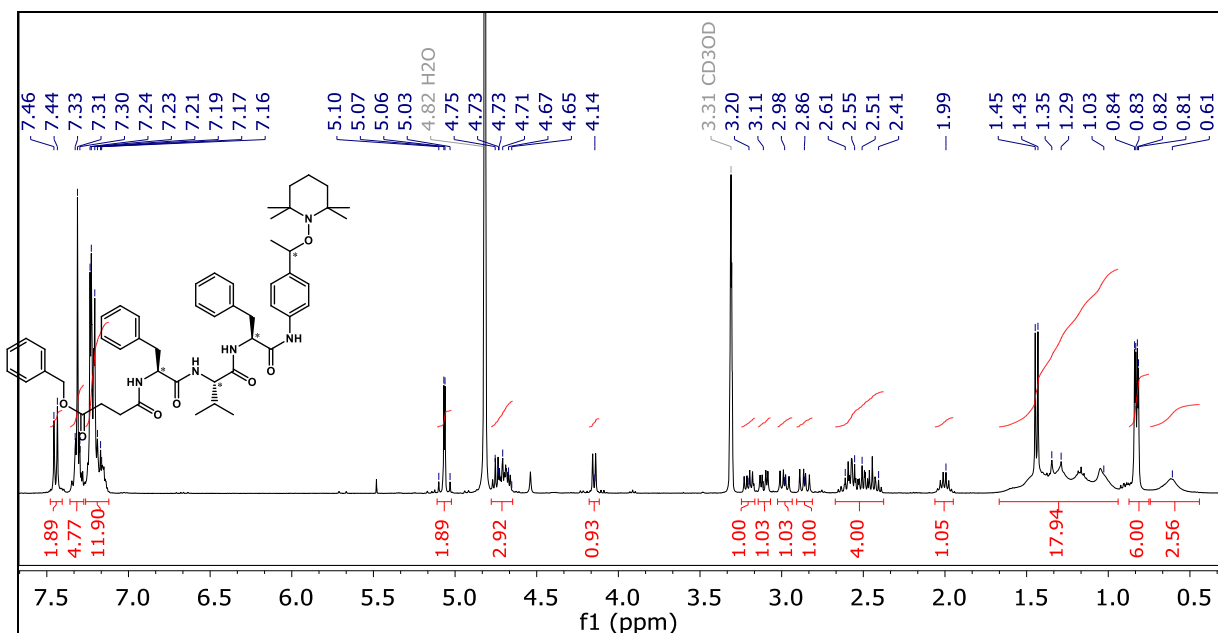 7.46 7.44 7.33 7.31 7.30 7.24 7.23 7.21 7.19 7.17 7.16 5.10 5.07 5.06 5.03 4.82 H2O 4.75 4.73 4.73 4.71 4.67 4.65 4.14 3.31 CD3OD 3.20 3.11 2.98 2.86 2.61 2.55 2.51 2.41 1.99 1.45 1.43 1.35 1.29 1.03 0.84 0.83 0.82 0.81 0.61
N
O
*
O
O
HN
*
O
HN
*
O
HN
*
O
NH
O
1.89 4.77 11.90 1.89 2.92 0.93 1.00 1.03 1.03 1.00 4.00 1.05 17.94 6.00 2.56
7.5 7.0 6.5 6.0 5.5 5.0 4.5 4.0 3.5 3.0 2.5 2.0 1.5 1.0 0.5
f1 (ppm)